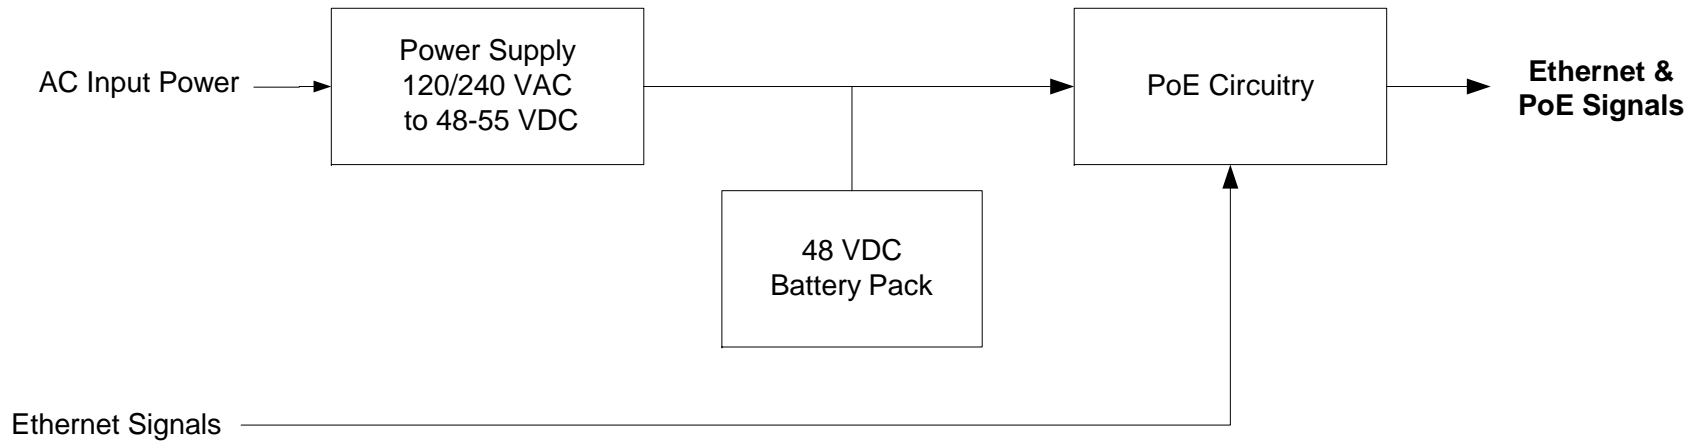 AC Input Power
Power Supply
120/240 VAC
to 48-55 VDC
PoE Circuitry
Ethernet &
PoE Signals
48 VDC
Battery Pack
Ethernet Signals